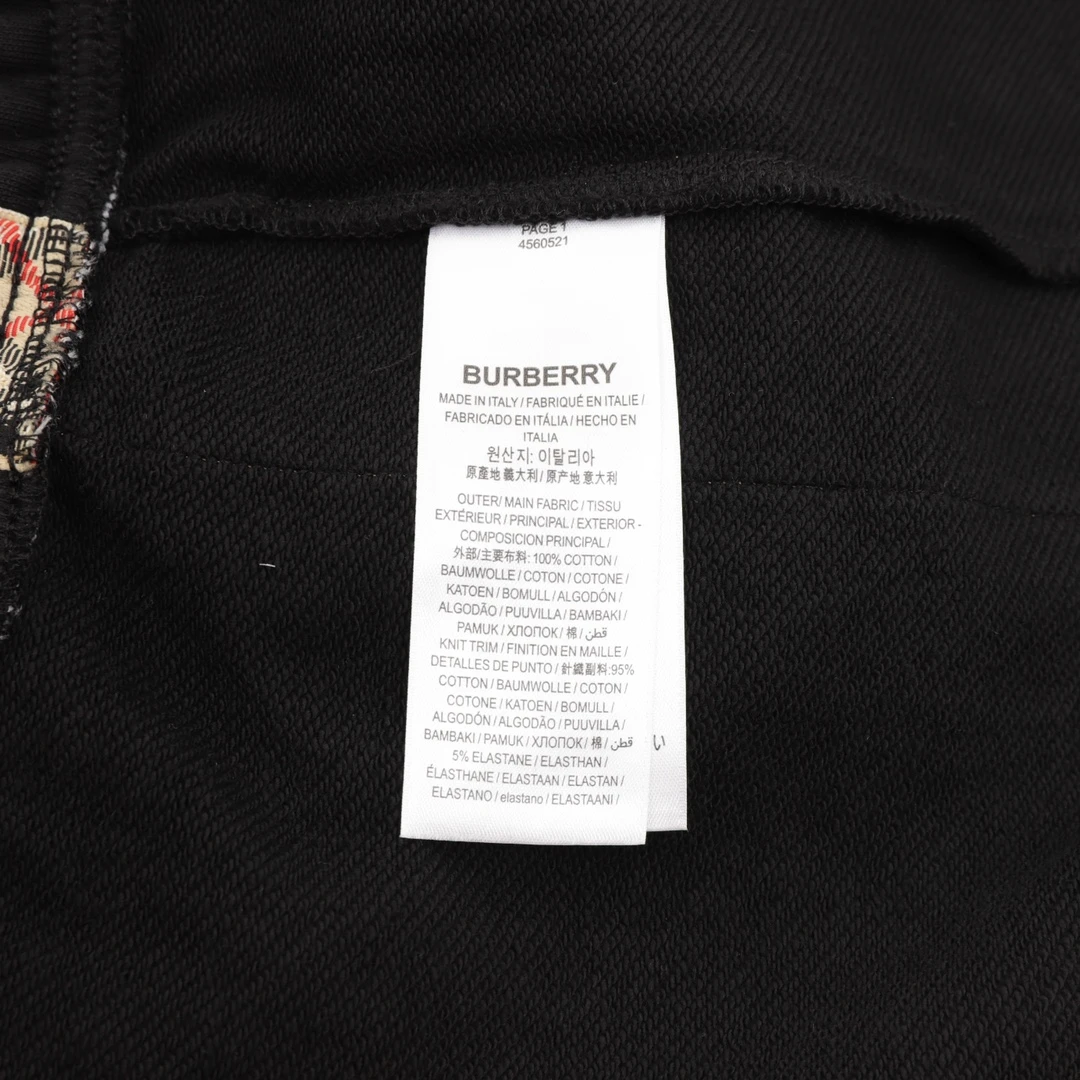 PAGE 1
4560521
BURBERRY
MADE IN ITALY / FABRIQUÉ EN ITALIE /
FABRICADO EN ITÁLIA / HECHO EN
ITALIA
원산지: 이탈리아
原產地 義大利 / 原产地 意大利
OUTER/ MAIN FABRIC / TISSU
EXTÉRIEUR / PRINCIPAL / EXTERIOR -
COMPOSICION PRINCIPAL /
外部/主要布料: 100% COTTON /
BAUMWOLLE / COTON / COTONE /
KATOEN / BOMULL / ALGODÓN /
ALGODÃO / PUUVILLA / BAMBAKI /
PAMUK / ХЛОПОК / 棉 / قطن
KNIT TRIM / FINITION EN MAILLE /
DETALLES DE PUNTO / 針織副料:95%
COTTON / BAUMWOLLE / COTON /
COTONE / KATOEN / BOMULL /
ALGODÓN / ALGODÃO / PUUVILLA /
BAMBAKI / PAMUK / ХЛОПОК / 棉 / قطن
5% ELASTANE / ELASTHAN /
ÉLASTHANE / ELASTAAN / ELASTAN /
ELASTANO / elastano / ELASTAANI /